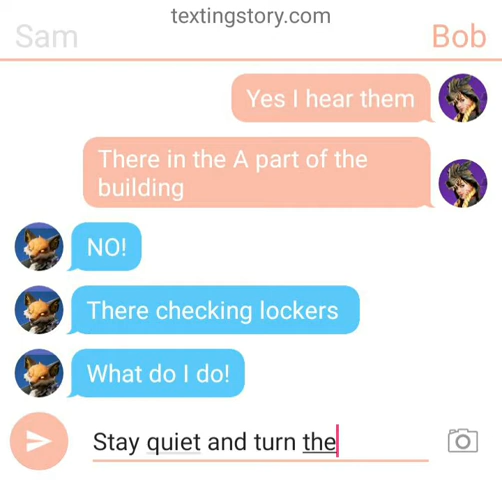 textingstory.com
Sam
Bob
Yes I hear them
There in the A part of the
building
NO!
There checking lockers
What do I do!
Stay quiet and turn the